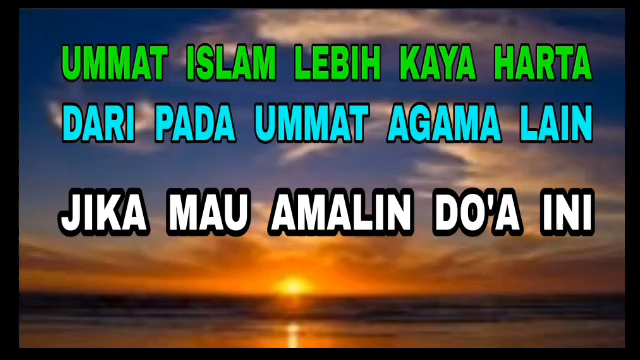 UMMAT ISLAM LEBIH KAYA HARTA
DARI PADA UMMAT AGAMA LAIN
JIKA MAU AMALIN DO'A INI